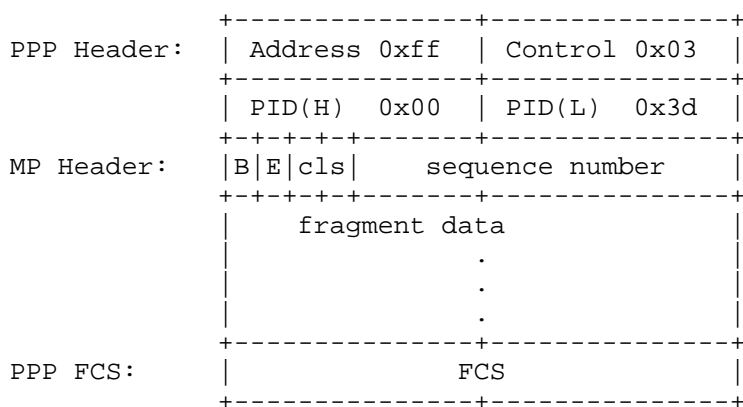 PPP Header: | Address 0xff | Control 0x03 |
| PID(H) 0x00 | PID(L) 0x3d |
MP Header: |B|E|cls| sequence number |
| fragment data |
| . |
| . |
| . |
PPP FCS: | FCS |